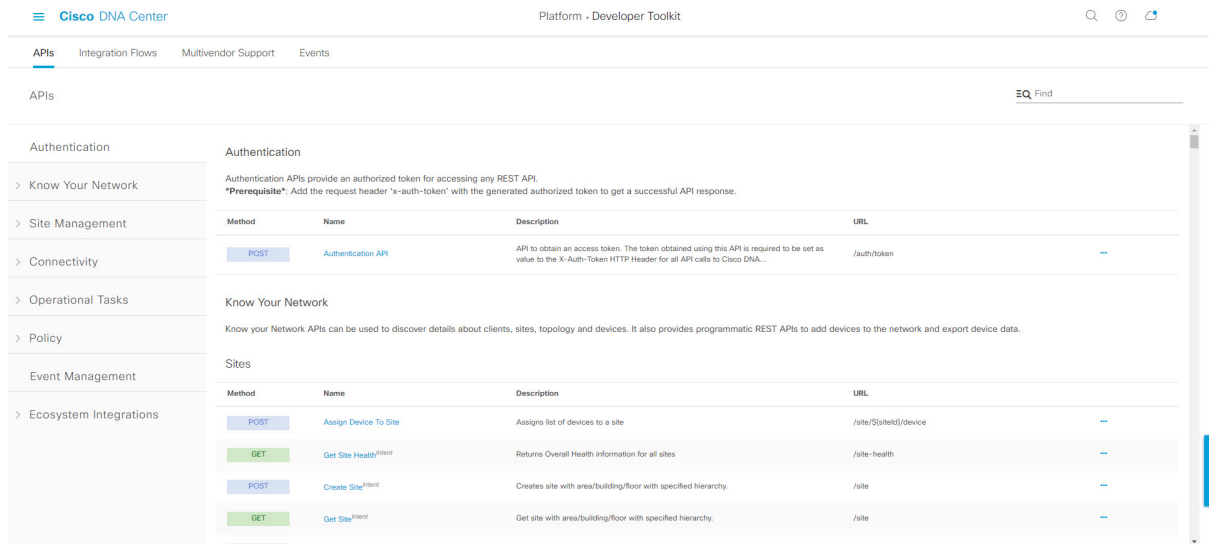 Cisco DNA Center
Platform • Developer Toolkit
APIs Integration Flows Multivendor Support Events
APIs
Find
Authentication
Know Your Network
Site Management
Connectivity
Operational Tasks
Policy
Event Management
Ecosystem Integrations
Authentication
Authentication APIs provide an authorized token for accessing any REST API.
*Prerequisite*: Add the request header 'x-auth-token' with the generated authorized token to get a successful API response.
Method Name Description URL
POST Authentication API API to obtain an access token. The token obtained using this API is required to be set as
value to the X-Auth-Token HTTP Header for all API calls to Cisco DNA... /auth/token
Know Your Network
Know your Network APIs can be used to discover details about clients, sites, topology and devices. It also provides programmatic REST APIs to add devices to the network and export device data.
Sites
Method Name Description URL
POST Assign Device To Site Assigns list of devices to a site /site/${siteId}/device
GET Get Site Health Intent Returns Overall Health information for all sites /site-health
POST Create Site Intent Creates site with area/building/floor with specified hierarchy. /site
GET Get Site Intent Get site with area/building/floor with specified hierarchy. /site